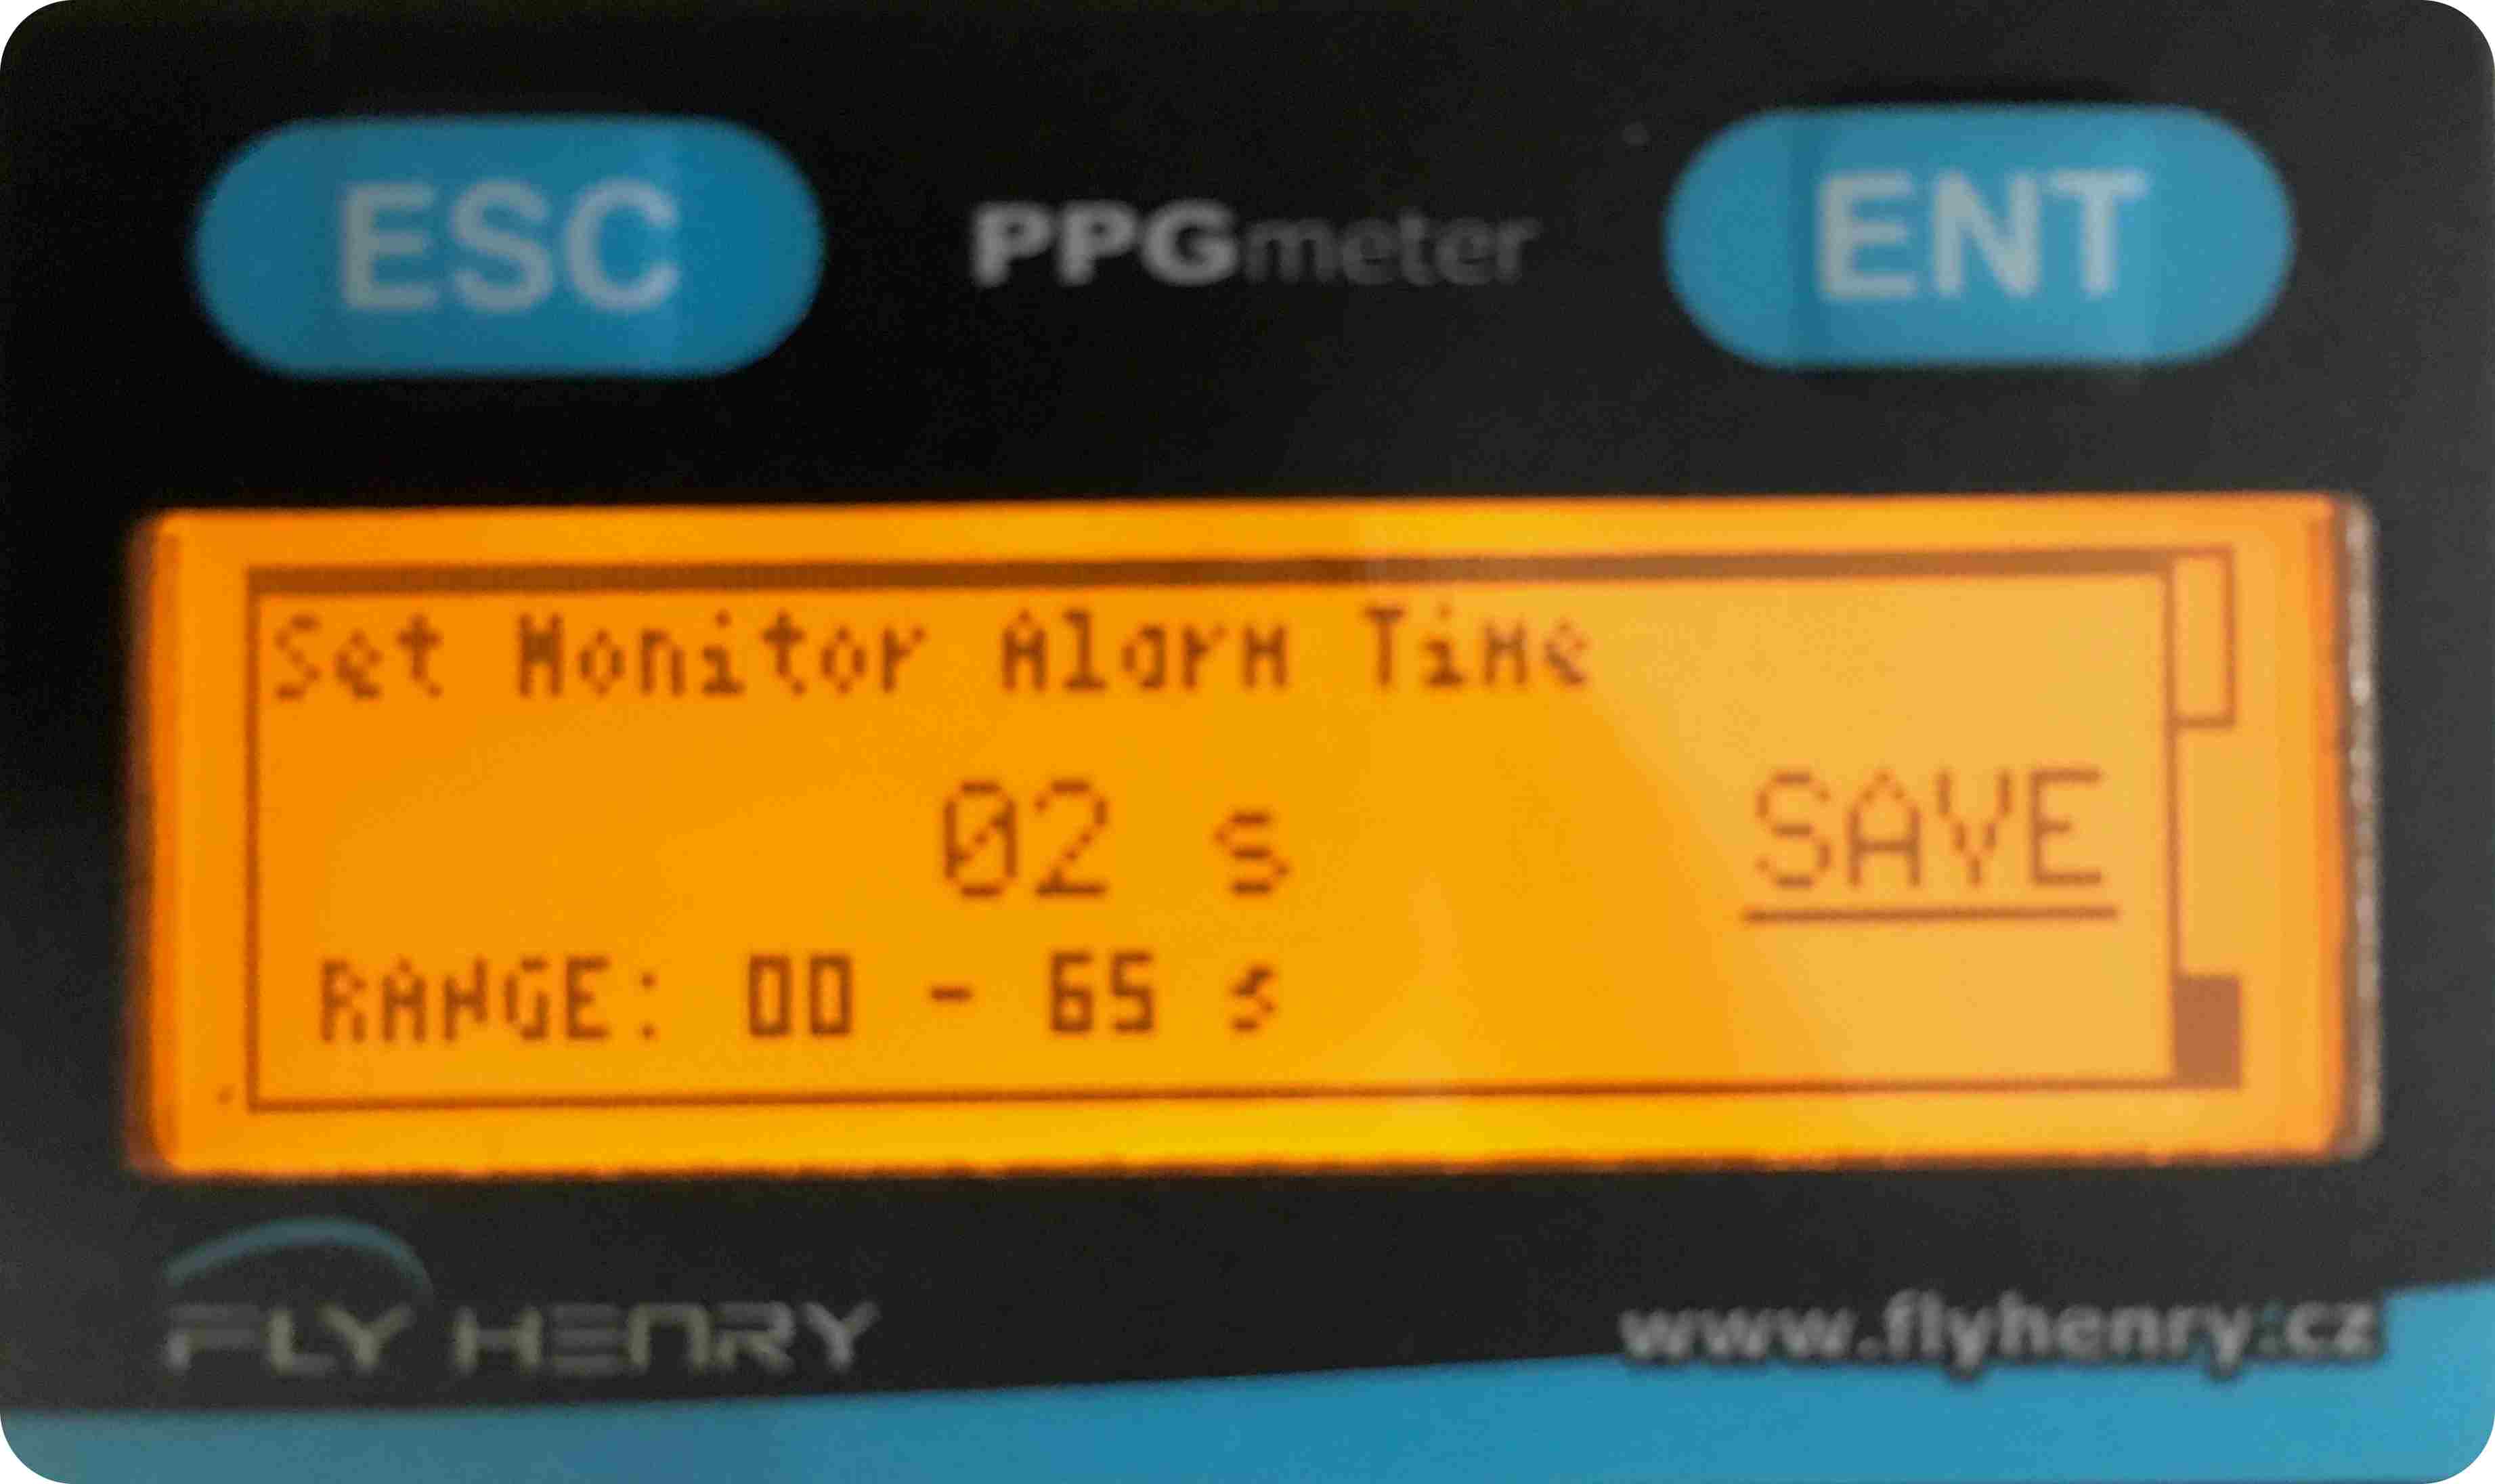 ESC PPGmeter ENT
Set Monitor Alarm Time
02 s SAVE
RANGE: 00 - 65 s
FLY HENRY www.flyhenry.cz